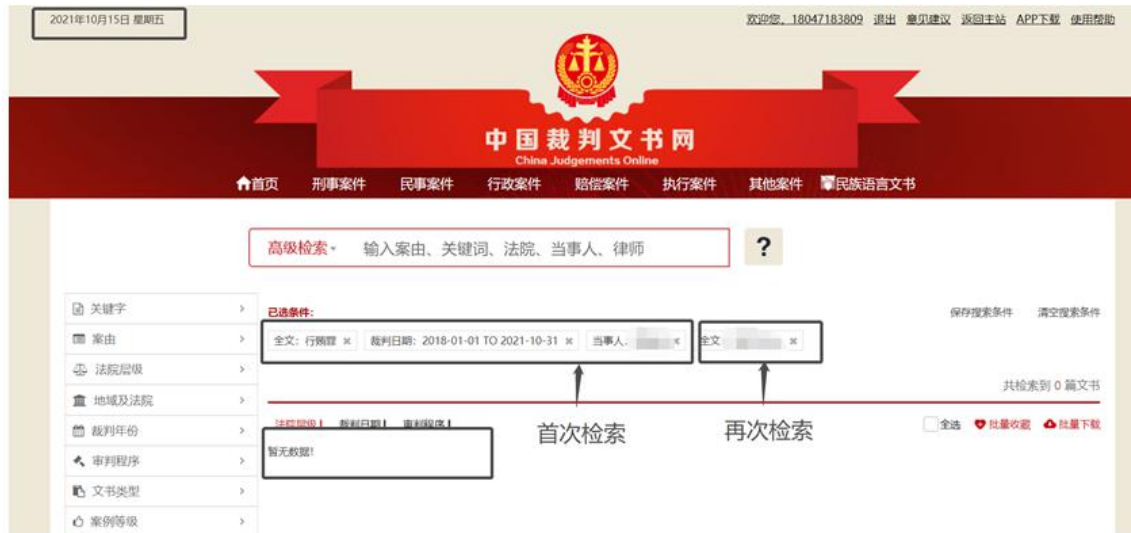 2021年10月15日 星期五
欢迎您，18047183809 退出 意见建议 返回主站 APP下载 使用帮助
中国裁判文书网
China Judgements Online
首页 刑事案件 民事案件 行政案件 赔偿案件 执行案件 其他案件 民族语言文书
高级检索 输入案由、关键词、法院、当事人、律师 ?
关键字
已选条件：
保存搜索条件 清空搜索条件
案由
全文：行贿罪 × 裁判日期：2018-01-01 TO 2021-10-31 × 当事人： × 全文 ×
法院层级
地域及法院
共检索到 0 篇文书
裁判年份
法院层级 裁判日期 审判程序
首次检索 再次检索
全选 批量收藏 批量下载
暂无数据!
审判程序
文书类型
案例等级